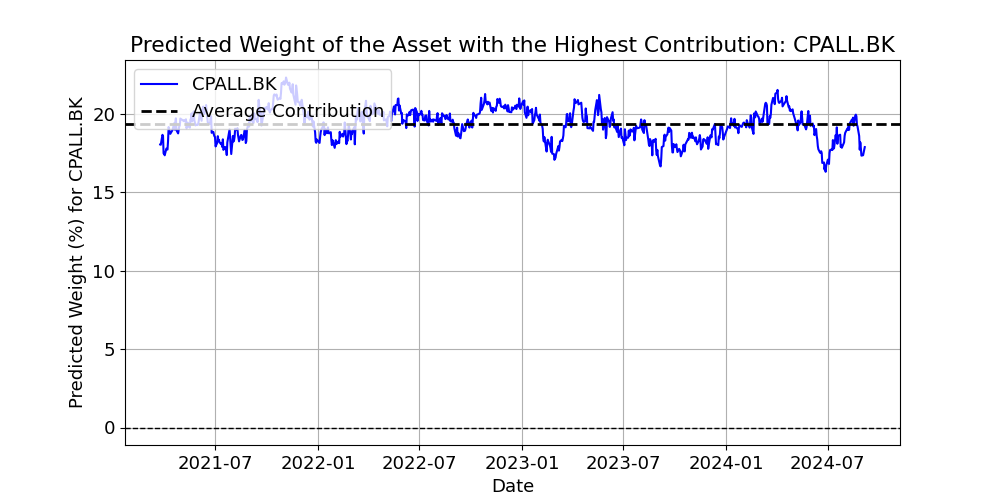 Predicted Weight of the Asset with the Highest Contribution: CPALL.BK
CPALL.BK
Average Contribution
Predicted Weight (%) for CPALL.BK
20
15
10
5
0
2021-07 2022-01 2022-07 2023-01 2023-07 2024-01 2024-07
Date